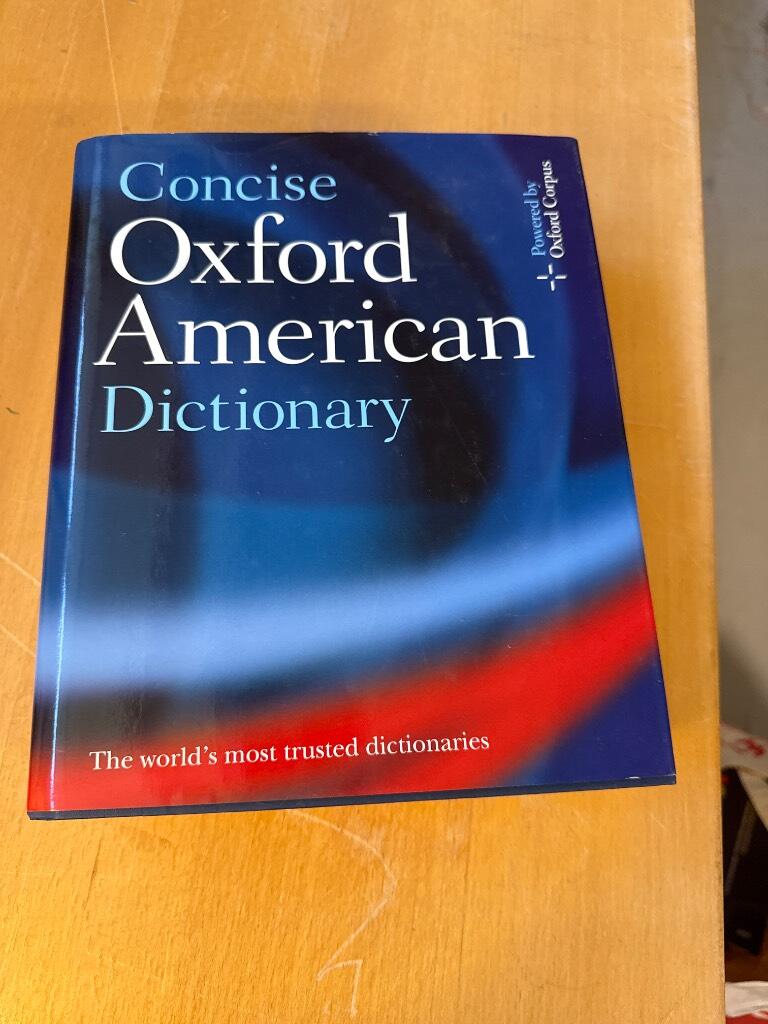 Concise
Oxford
American
Dictionary
Powered by
Oxford Corpus
The world's most trusted dictionaries